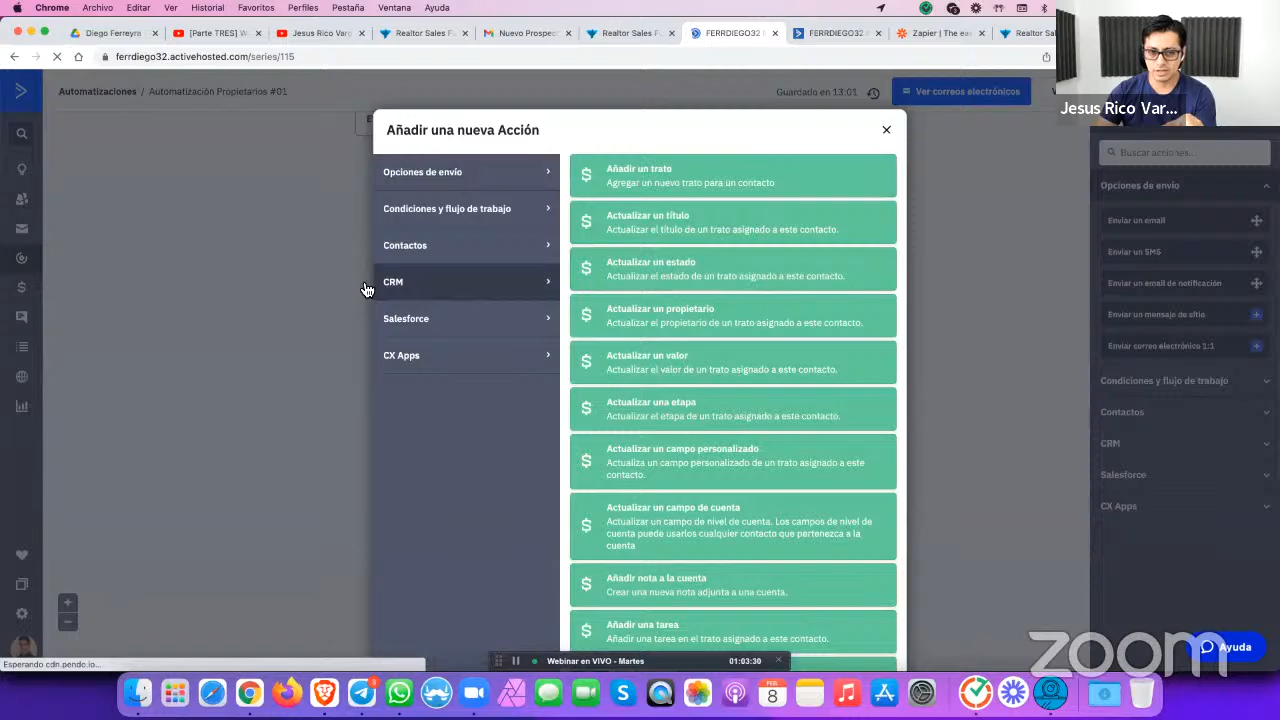 Chrome
Archivo
Editar
Ver
Historial
Favoritos
Perfiles
Pestaña
Ventana
Ayuda
Diego Ferreyra
[Parte TRES] W
Jesus Rico Varg
Realtor Sales Fu
Nuevo Prospect
Realtor Sales Fu
FERRDIEGO32 E
FERRDIEGO32
Zapier | The ea
Realtor Sales
ferrdiego32.activehosted.com/series/115
Jesus Rico Var...
Automatizaciones / Automatización Propietarios #01
Guardado en 13:01
Ver correos electrónicos
V
E
Añadir una nueva Acción
Opciones de envío
Condiciones y flujo de trabajo
Contactos
CRM
Salesforce
CX Apps
Añadir un trato
Agregar un nuevo trato para un contacto
Actualizar un título
Actualizar el título de un trato asignado a este contacto.
Actualizar un estado
Actualizar el estado de un trato asignado a este contacto.
Actualizar un propietario
Actualizar el propietario de un trato asignado a este contacto.
Actualizar un valor
Actualizar el valor de un trato asignado a este contacto.
Actualizar una etapa
Actualizar el etapa de un trato asignado a este contacto.
Actualizar un campo personalizado
Actualiza un campo personalizado de un trato asignado a este
contacto.
Actualizar un campo de cuenta
Actualizar un campo de nivel de cuenta. Los campos de nivel de
cuenta puede usarlos cualquier contacto que pertenezca a la
cuenta
Añadir nota a la cuenta
Crear una nueva nota adjunta a una cuenta.
Añadir una tarea
Añadir una tarea en el trato asignado a este contacto.
Buscar acciones...
Opciones de envío
Enviar un email
Enviar un SMS
Enviar un email de notificación
Enviar un mensaje de sitio
Enviar correo electrónico 1:1
Condiciones y flujo de trabajo
Contactos
CRM
Salesforce
CX Apps
Ayuda
Esperando cdn.pendo.io...
Webinar en VIVO - Martes
01:03:30
zoom
FEB.
8